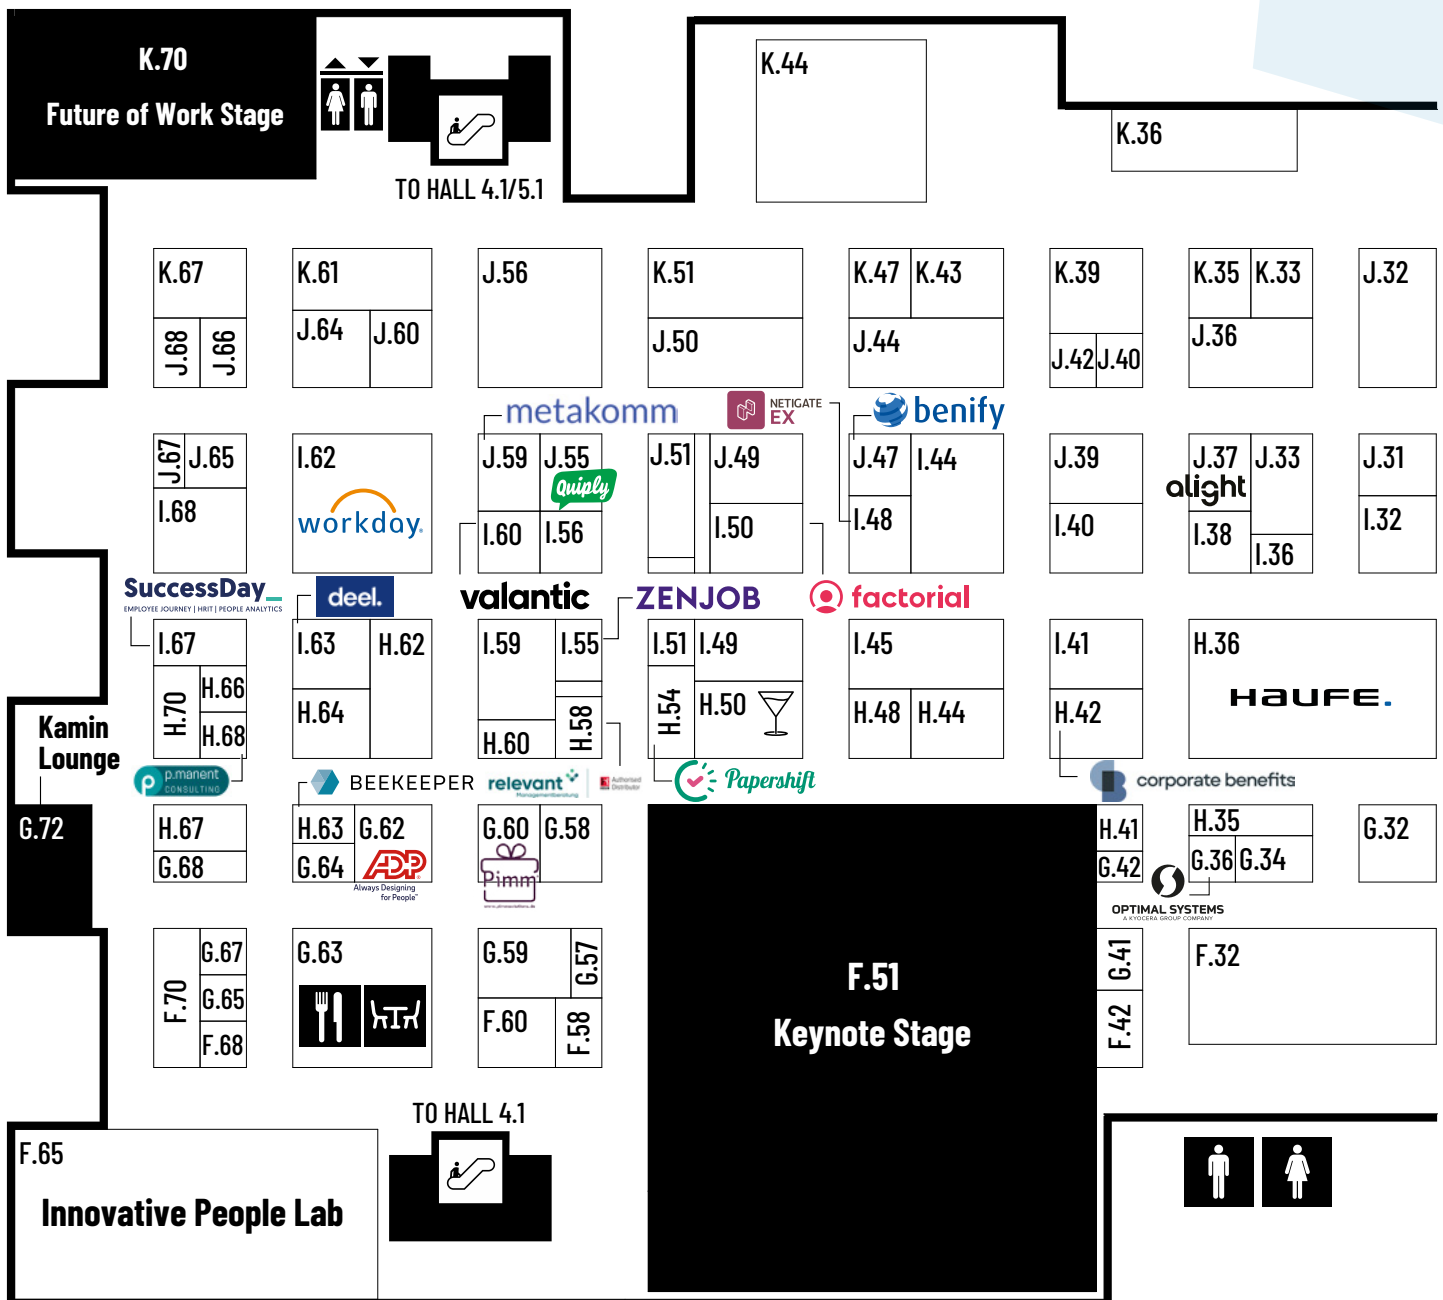 K.70
Future of Work Stage
TO HALL 4.1/5.1
K.44
K.36
K.67
J.68
J.66
K.61
J.64
J.60
J.56
K.51
J.50
K.47
K.43
J.44
K.39
J.42
J.40
K.35
K.33
J.36
J.32
metakomm
NETIGATE
EX
benify
J.67
J.65
I.68
I.62
workday.
J.59
J.55
Quiply
I.60
I.56
J.51
J.49
I.50
J.47
I.44
I.48
J.39
I.40
J.37
J.33
alight
I.38
I.36
J.31
I.32
SuccessDay_
EMPLOYEE JOURNEY | HRIT | PEOPLE ANALYTICS
deel.
valantic
ZENJOB
factorial
I.67
H.70
H.66
H.68
I.63
H.62
H.64
I.59
I.55
H.58
H.60
I.51
I.49
H.54
H.50
I.45
H.48
H.44
I.41
H.42
H.36
HAUFE.
Kamin
Lounge
p.manent
CONSULTING
BEEKEEPER
relevant
Managementberatung
Authorised
Distributor
Papershift
corporate benefits
G.72
H.67
G.68
H.63
G.62
G.64
ADP
Always Designing
for People™
G.60
G.58
Pimm
H.41
G.42
H.35
G.36
G.34
G.32
OPTIMAL SYSTEMS
A KYOCERA GROUP COMPANY
F.70
G.67
G.65
F.68
G.63
G.59
G.57
F.60
F.58
F.51
Keynote Stage
G.41
F.42
F.32
TO HALL 4.1
F.65
Innovative People Lab